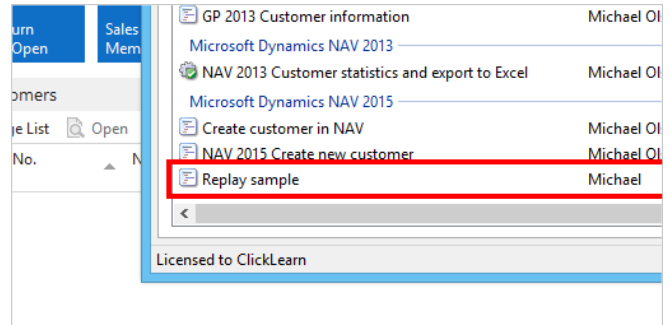 urn
Open
Sales
Mem
GP 2013 Customer information Michael Ol
Microsoft Dynamics NAV 2013
NAV 2013 Customer statistics and export to Excel Michael Ol
Microsoft Dynamics NAV 2015
omers
ge List Open
Create customer in NAV Michael Ol
No. N
NAV 2015 Create new customer Michael Ol
Replay sample Michael
Licensed to ClickLearn